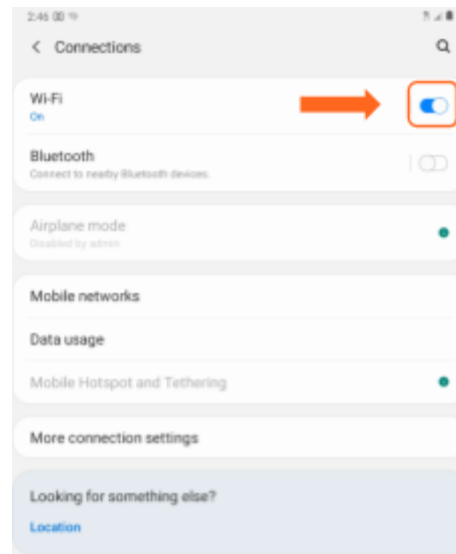 2:46
Connections
Wi-Fi
On
Bluetooth
Connect to nearby Bluetooth devices.
Airplane mode
Disabled by admin
Mobile networks
Data usage
Mobile Hotspot and Tethering
More connection settings
Looking for something else?
Location